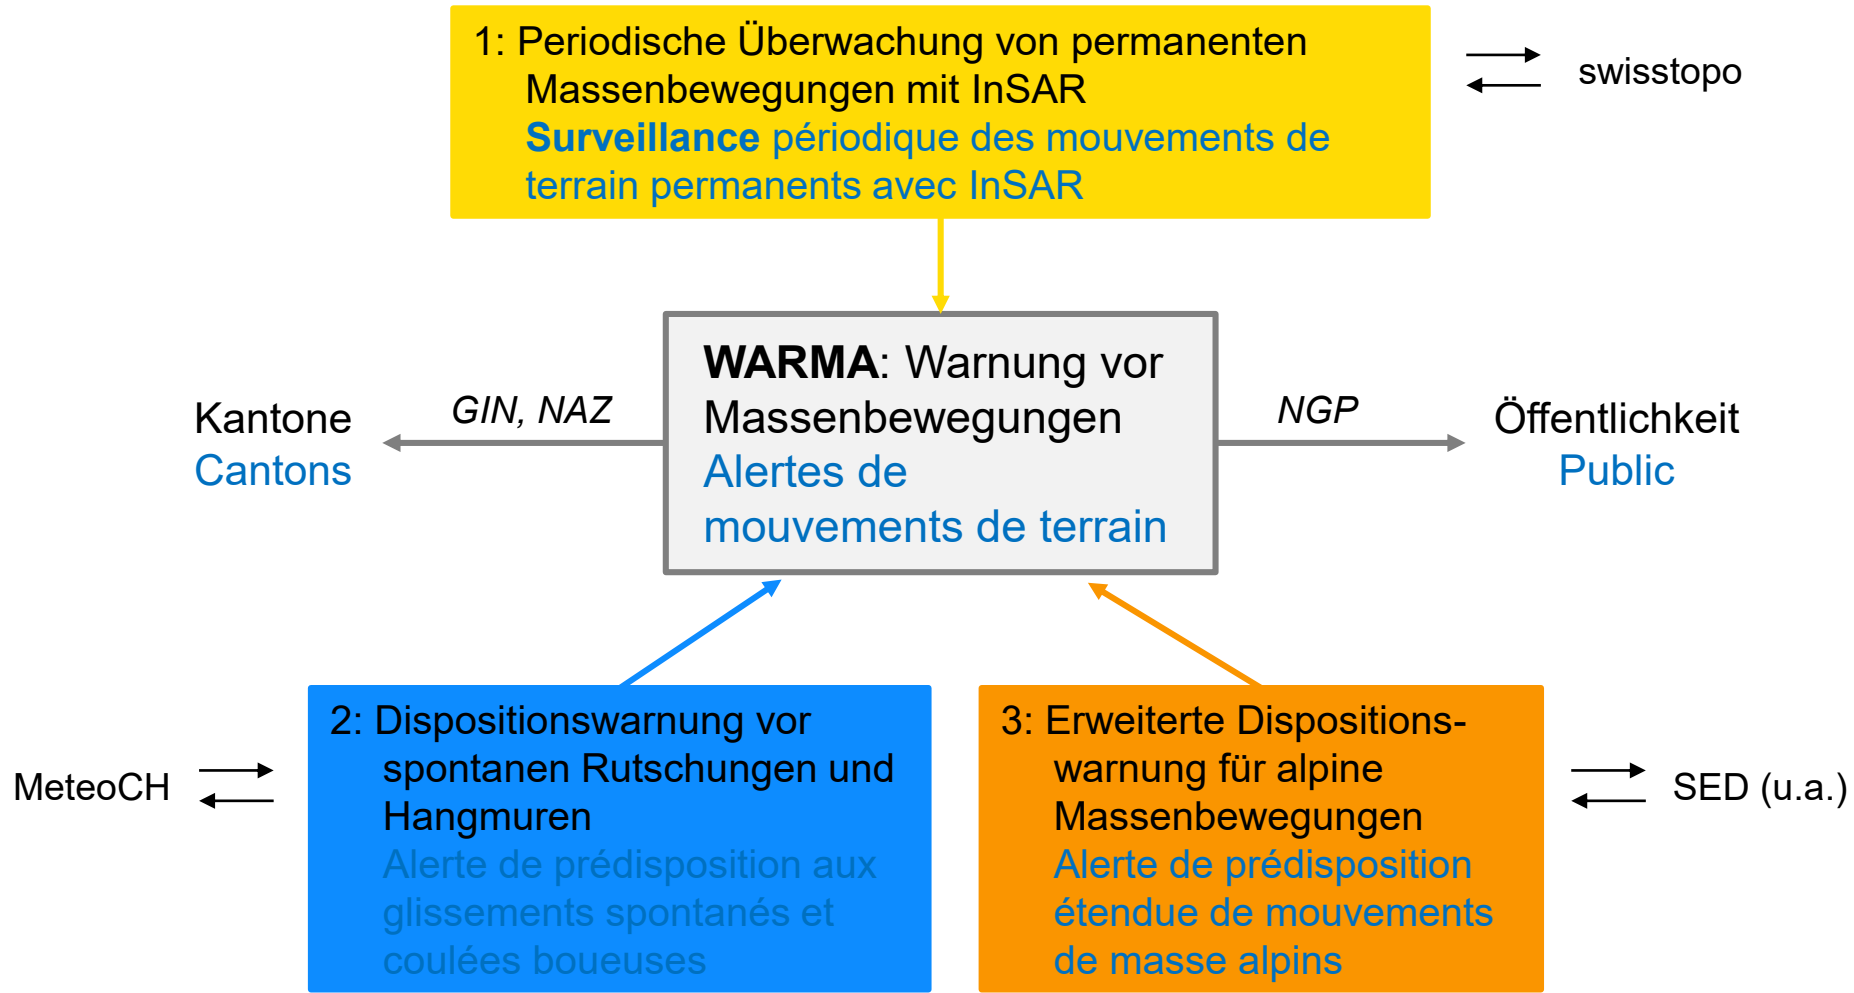 1: Periodische Überwachung von permanenten
Massenbewegungen mit InSAR
Surveillance périodique des mouvements de
terrain permanents avec InSAR
swisstopo
WARMA: Warnung vor
Massenbewegungen
Alertes de
mouvements de terrain
Kantone
Cantons
GIN, NAZ
NGP
Öffentlichkeit
Public
MeteoCH
2: Dispositionswarnung vor
spontanen Rutschungen und
Hangmuren
Alerte de prédisposition aux
glissements spontanés et
coulées boueuses
3: Erweiterte Dispositions-
warnung für alpine
Massenbewegungen
Alerte de prédisposition
étendue de mouvements
de masse alpins
SED (u.a.)